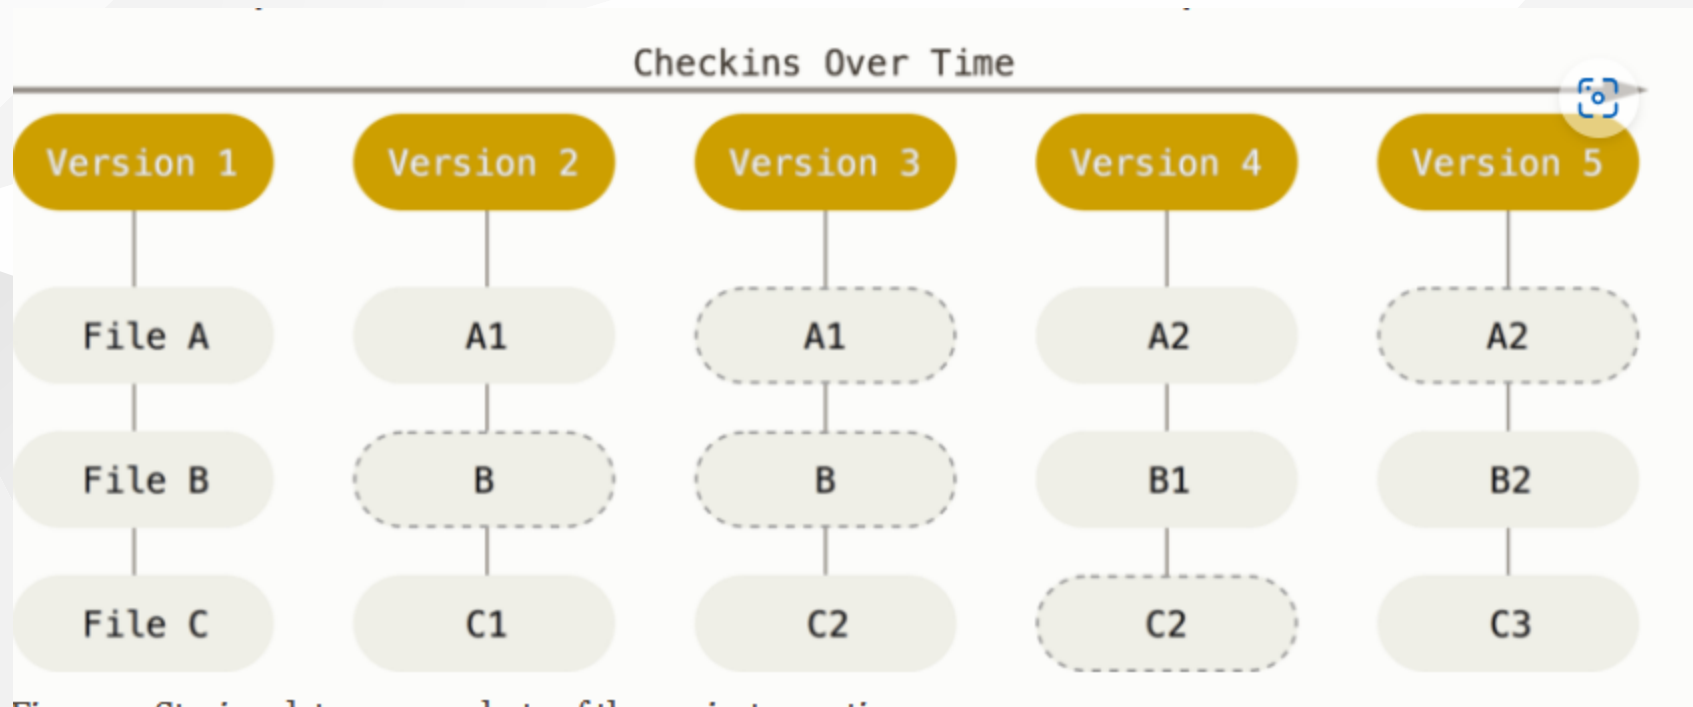 Checkins Over Time
Version 1 Version 2 Version 3 Version 4 Version 5
File A A1 A1 A2 A2
File B B B B1 B2
File C C1 C2 C2 C3